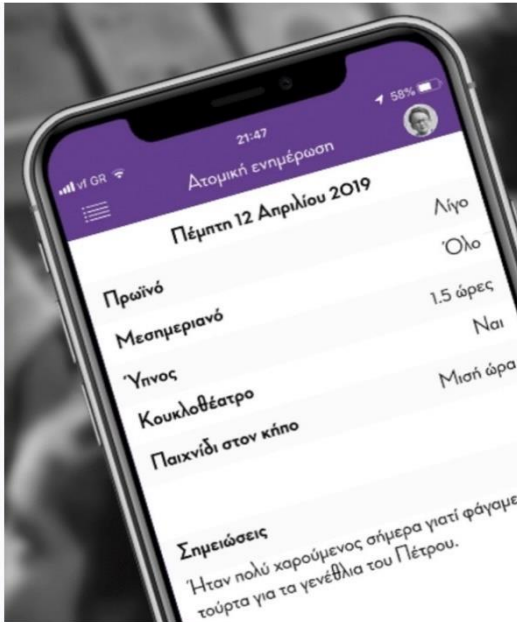 vf GR 21:47 58%
Ατομική ενημέρωση
Πέμπτη 12 Απριλίου 2019
Πρωϊνό Λίγο
Μεσημεριανό Όλο
Ύπνος 1.5 ώρες
Κουκλοθέατρο Ναι
Παιχνίδι στον κήπο Μισή ώρα
Σημειώσεις
Ήταν πολύ χαρούμενος σήμερα γιατί φάγαμε
τούρτα για τα γενέθλια του Πέτρου.